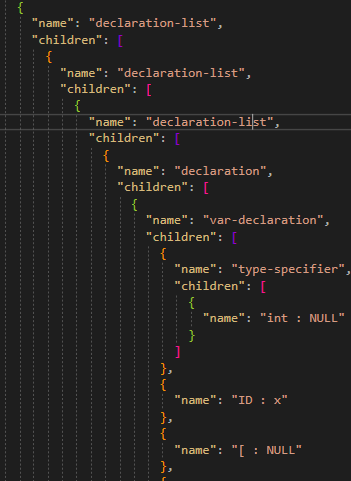 {
"name": "declaration-list",
"children": [
{
"name": "declaration-list",
"children": [
{
"name": "declaration-list",
"children": [
{
"name": "declaration",
"children": [
{
"name": "var-declaration",
"children": [
{
"name": "type-specifier",
"children": [
{
"name": "int : NULL"
}
]
},
{
"name": "ID : x"
},
{
"name": "[ : NULL"
},
{